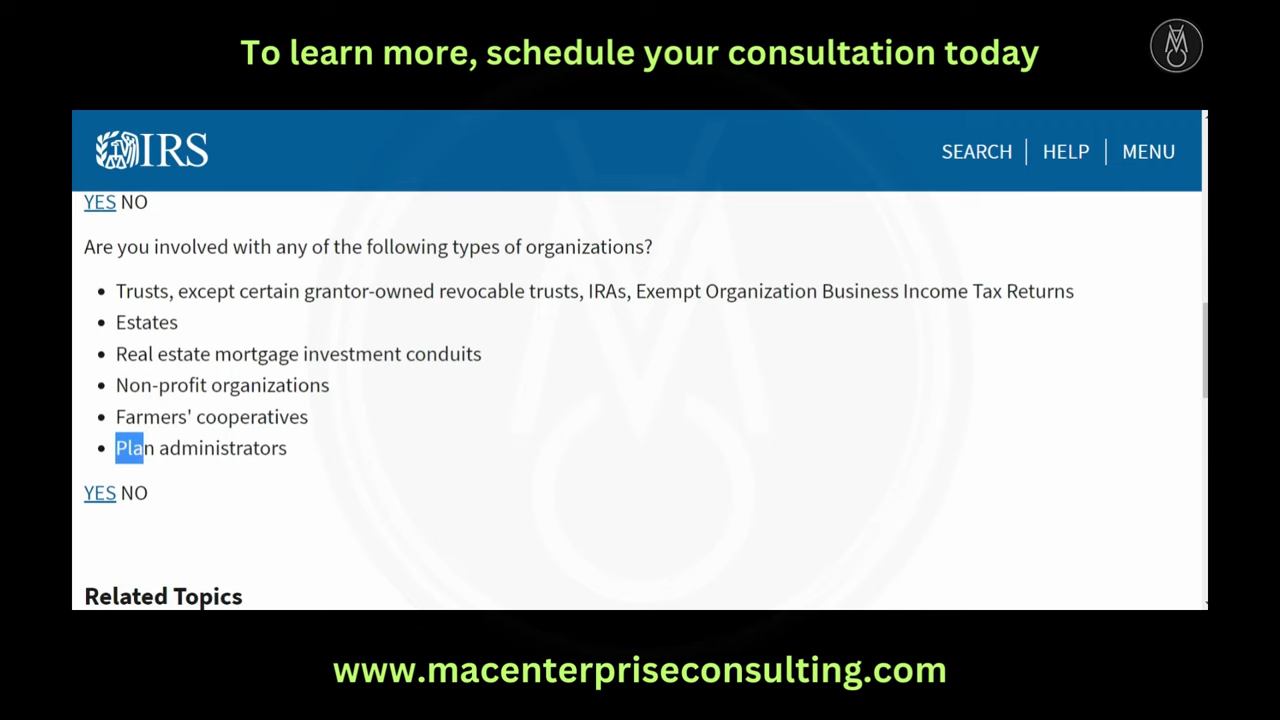 To learn more, schedule your consultation today
IRS
SEARCH | HELP | MENU
YES NO
Are you involved with any of the following types of organizations?
• Trusts, except certain grantor-owned revocable trusts, IRAs, Exempt Organization Business Income Tax Returns
• Estates
• Real estate mortgage investment conduits
• Non-profit organizations
• Farmers' cooperatives
• Plan administrators
YES NO
Related Topics
www.macenterpriseconsulting.com